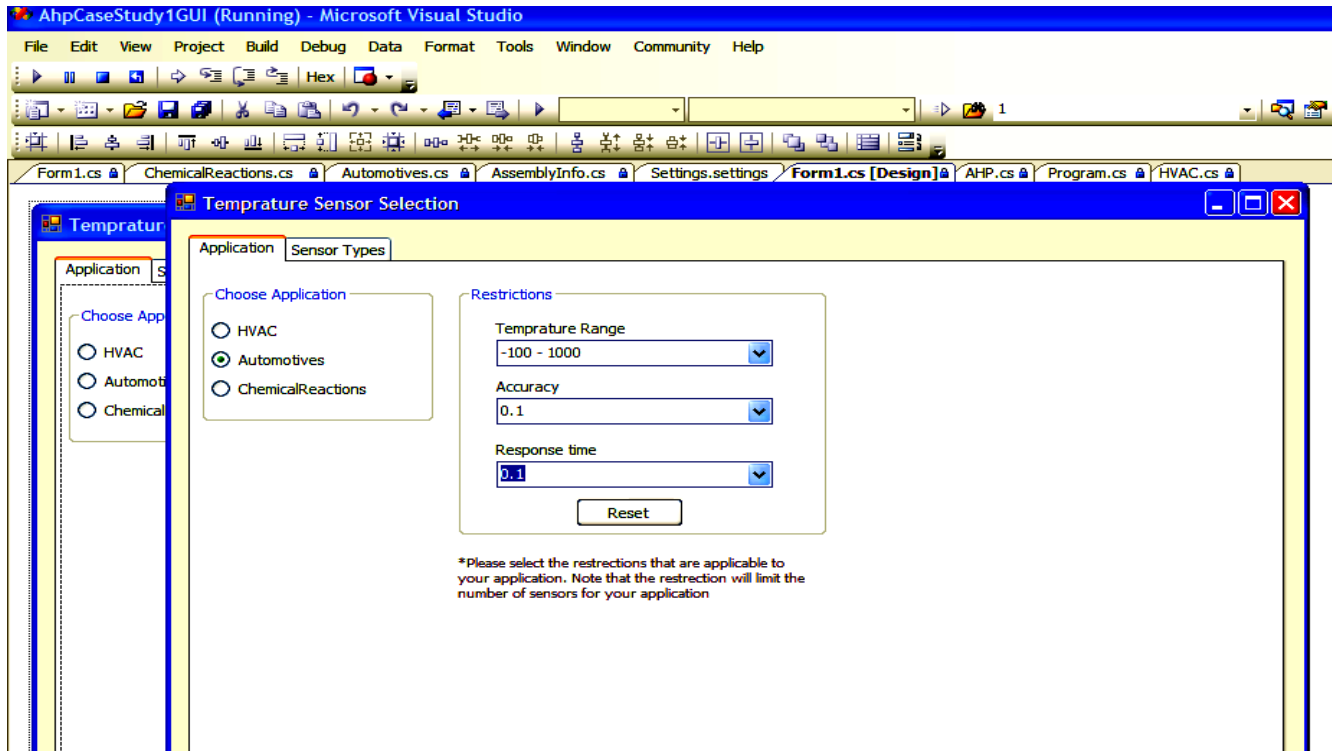 AhpCaseStudy1GUI (Running) - Microsoft Visual Studio
File Edit View Project Build Debug Data Format Tools Window Community Help
Hex
1
Form1.cs ChemicalReactions.cs Automotives.cs AssemblyInfo.cs Settings.settings Form1.cs [Design] AHP.cs Program.cs HVAC.cs
Tempratur
Application S
Choose App
HVAC
Automoti
Chemical
Temprature Sensor Selection
Application Sensor Types
Choose Application
HVAC
Automotives
ChemicalReactions
Restrictions
Temprature Range
-100 - 1000
Accuracy
0.1
Response time
0.1
Reset
*Please select the restrections that are applicable to
your application. Note that the restrection will limit the
number of sensors for your application